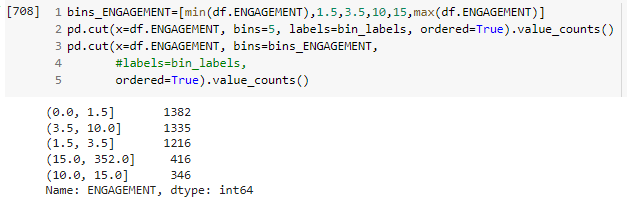 [708] 1 bins_ENGAGEMENT=[min(df.ENGAGEMENT),1.5,3.5,10,15,max(df.ENGAGEMENT)]
2 pd.cut(x=df.ENGAGEMENT, bins=5, labels=bin_labels, ordered=True).value_counts()
3 pd.cut(x=df.ENGAGEMENT, bins=bins_ENGAGEMENT,
4 #labels=bin_labels,
5 ordered=True).value_counts()
(0.0, 1.5] 1382
(3.5, 10.0] 1335
(1.5, 3.5] 1216
(15.0, 352.0] 416
(10.0, 15.0] 346
Name: ENGAGEMENT, dtype: int64